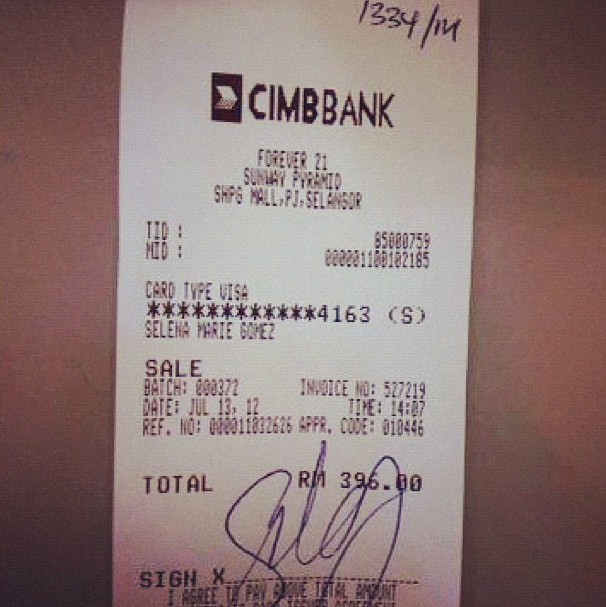 1334/M
CIMBBANK
FOREVER 21
SUNWAY PYRAMID
SHPG MALL,PJ,SELANGOR
TID : 85000759
MID : 000001100102185
CARD TYPE VISA
************4163 (S)
SELENA MARIE GOMEZ
SALE
BATCH: 000372 INVOICE NO: 527219
DATE: JUL 13, 12 TIME: 14:07
REF. NO: 000011032626 APPR. CODE: 010446
TOTAL RM 396.00
SIGN X
I AGREE TO PAY ABOVE TOTAL AMOUNT